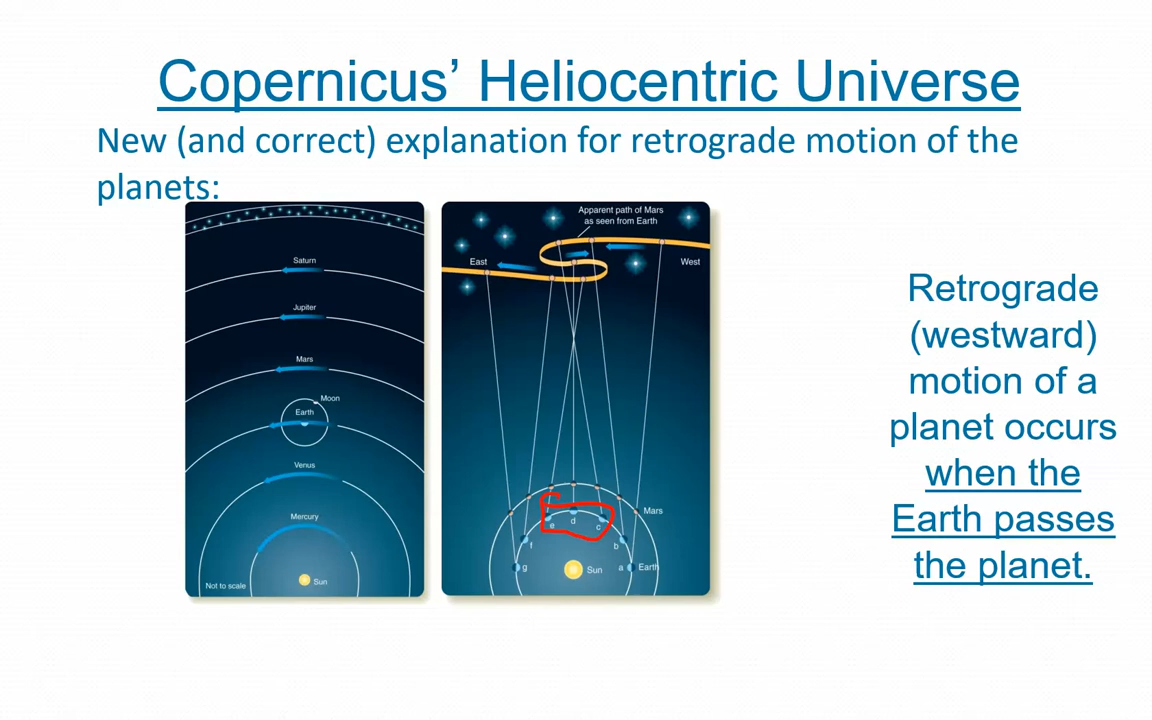 Copernicus’ Heliocentric Universe
New (and correct) explanation for retrograde motion of the
planets:
Saturn
Jupiter
Mars
Moon
Earth
Venus
Mercury
Sun
Not to scale
Apparent path of Mars
as seen from Earth
East
West
Mars
e
d
c
f
b
g
Sun
a
Earth
Retrograde
(westward)
motion of a
planet occurs
when the
Earth passes
the planet.